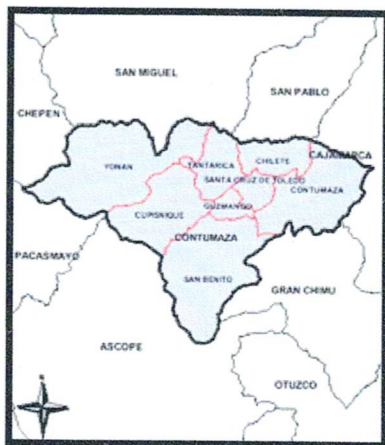 SAN MIGUEL
SAN PABLO
CHEPEN
CAJAMARCA
YONAN
TANTARICA
CHILETE
SANTA CRUZ DE TOLEDO
CONTUMAZA
GUZMANGO
CUPISNIQUE
CONTUMAZA
PACASMAYO
SAN BENITO
GRAN CHIMU
ASCOPE
OTUZCO
N